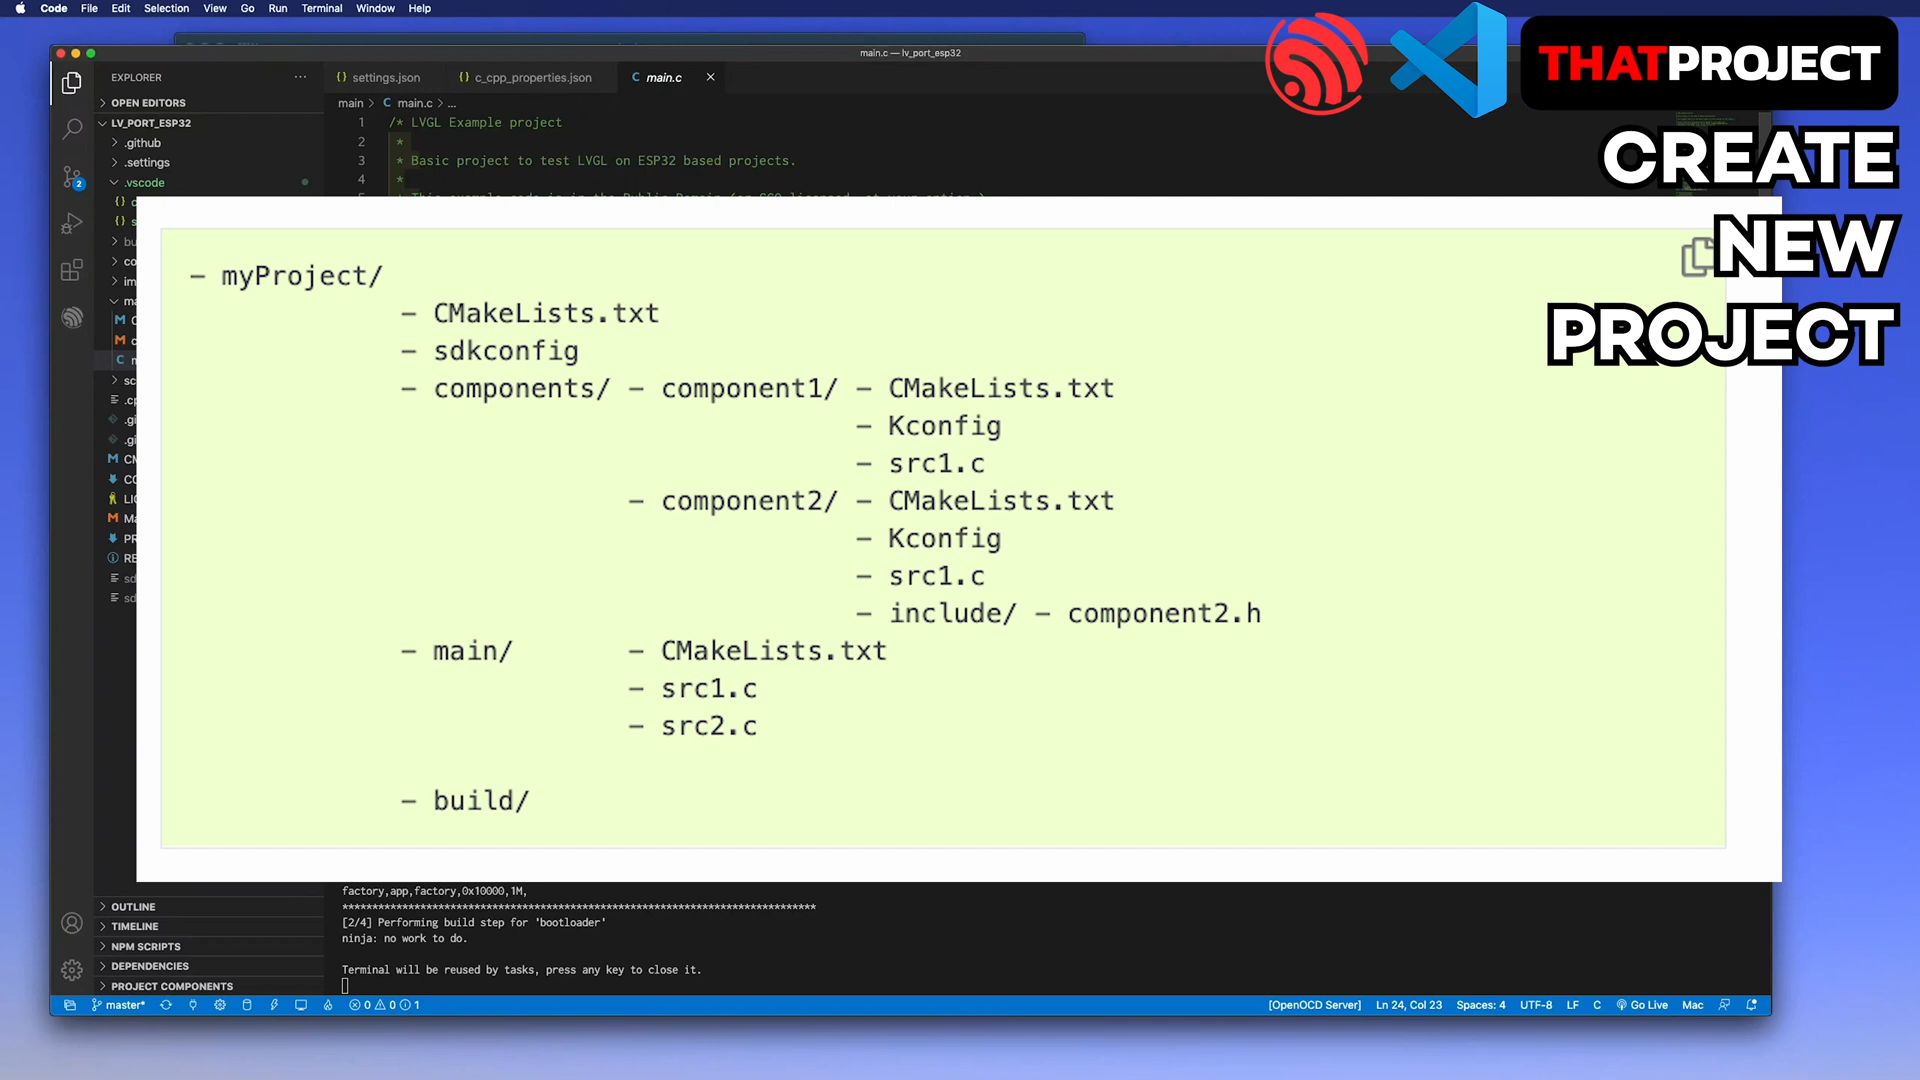 Code File Edit Selection View Go Run Terminal Window Help
main.c — lv_port_esp32
THATPROJECT
CREATE
NEW
PROJECT
EXPLORER
settings.json
c_cpp_properties.json
C main.c
OPEN EDITORS
main > C main.c > ...
LV_PORT_ESP32
1 /* LVGL Example project
.github
2 *
.settings
3 * Basic project to test LVGL on ESP32 based projects.
.vscode
4 *
2
- myProject/
- CMakeLists.txt
- sdkconfig
- components/ - component1/ - CMakeLists.txt
- Kconfig
- src1.c
- component2/ - CMakeLists.txt
- Kconfig
- src1.c
- include/ - component2.h
- main/ - CMakeLists.txt
- src1.c
- src2.c
- build/
factory,app,factory,0x10000,1M,
*******************************************************************************
[2/4] Performing build step for 'bootloader'
ninja: no work to do.
Terminal will be reused by tasks, press any key to close it.
OUTLINE
TIMELINE
NPM SCRIPTS
DEPENDENCIES
PROJECT COMPONENTS
master* 0 0 1 [OpenOCD Server] Ln 24, Col 23 Spaces: 4 UTF-8 LF C Go Live Mac